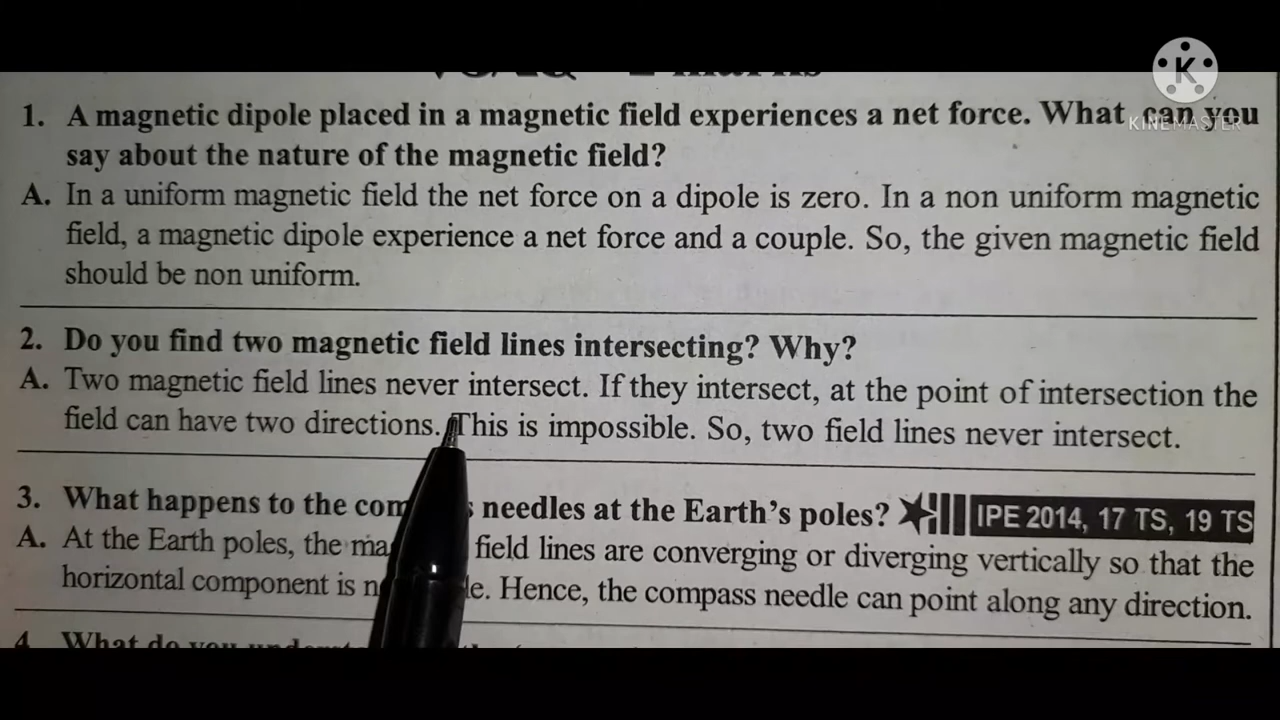 K
KINEMASTER
1. A magnetic dipole placed in a magnetic field experiences a net force. What can you
say about the nature of the magnetic field?
A. In a uniform magnetic field the net force on a dipole is zero. In a non uniform magnetic
field, a magnetic dipole experience a net force and a couple. So, the given magnetic field
should be non uniform.
2. Do you find two magnetic field lines intersecting? Why?
A. Two magnetic field lines never intersect. If they intersect, at the point of intersection the
field can have two directions. This is impossible. So, two field lines never intersect.
3. What happens to the needles at the Earth's poles? IPE 2014, 17 TS, 19 TS
A. At the Earth poles, the field lines are converging or diverging vertically so that the
horizontal component is Hence, the compass needle can point along any direction.
4. What do you